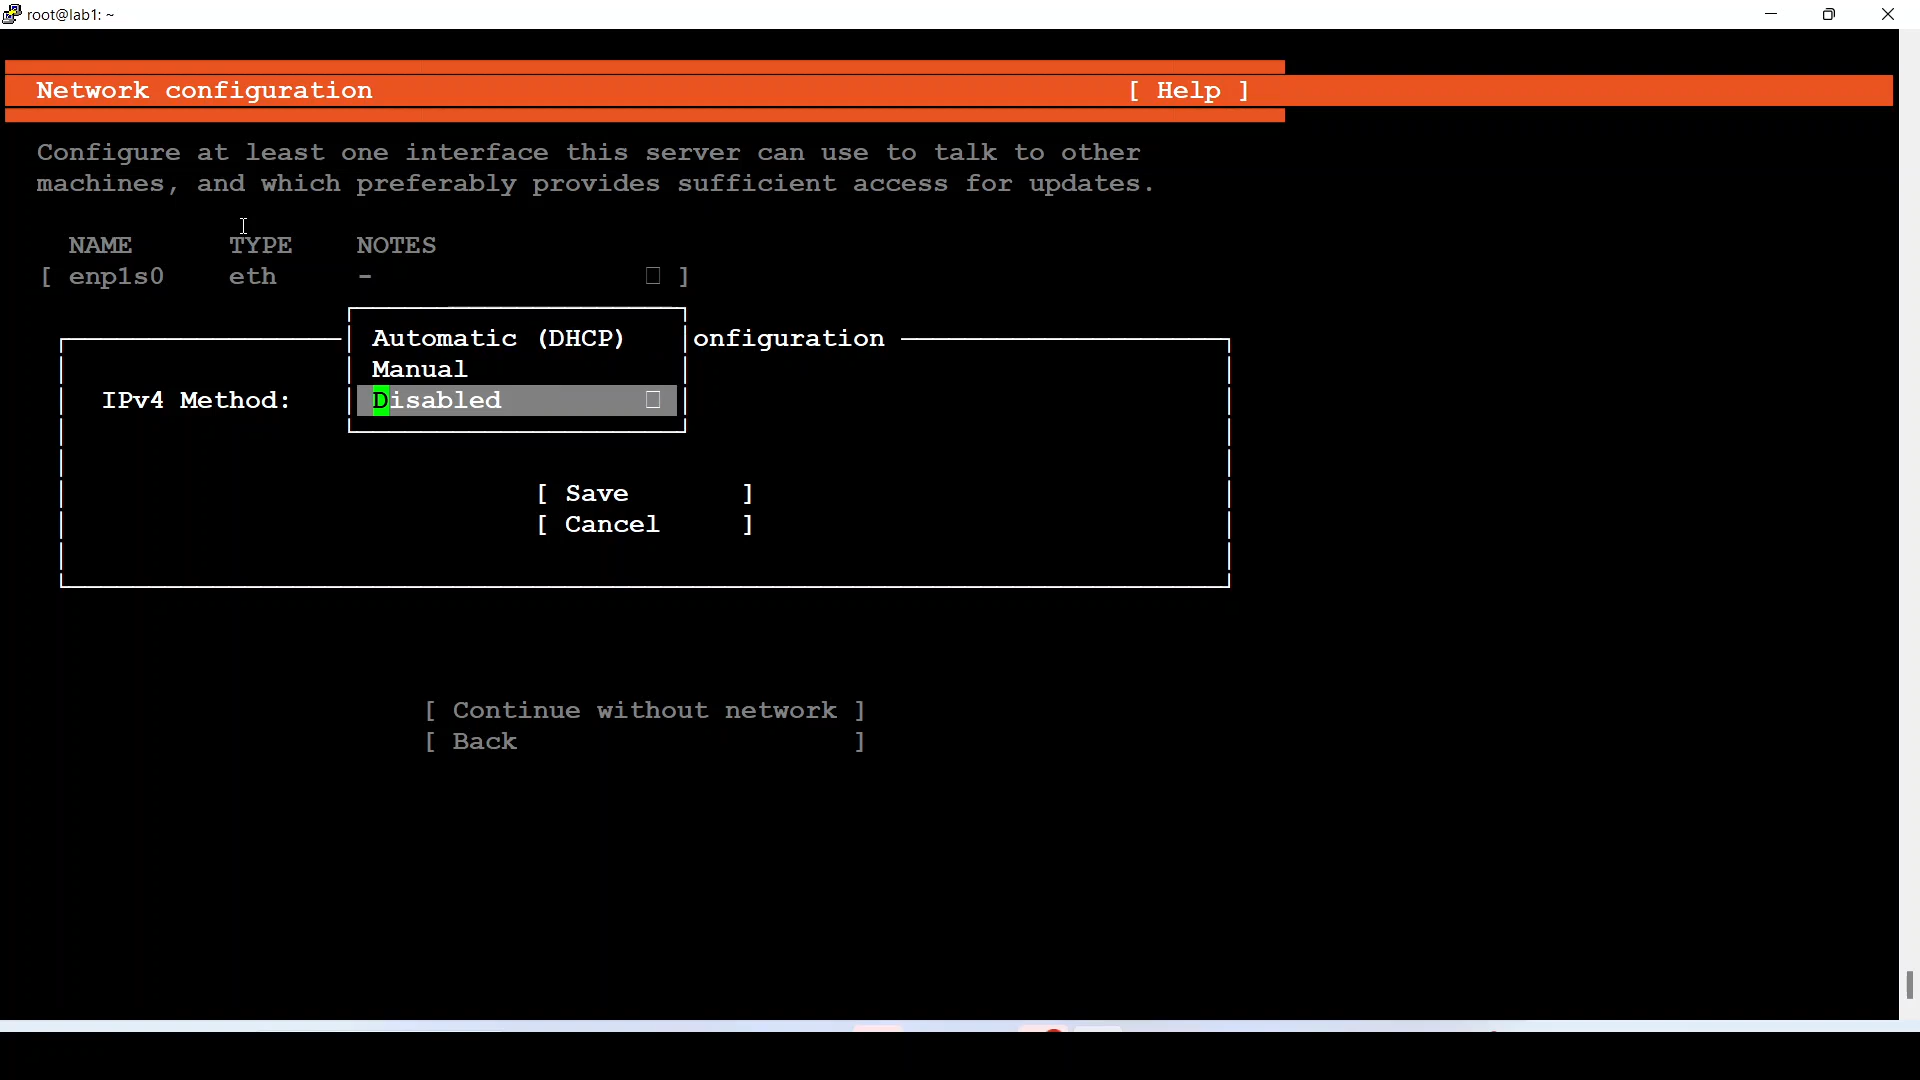 root@lab1: ~
Network configuration [ Help ]
Configure at least one interface this server can use to talk to other
machines, and which preferably provides sufficient access for updates.
NAME TYPE NOTES
[ enp1s0 eth - ]
Automatic (DHCP) onfiguration
Manual
IPv4 Method: Disabled
[ Save ]
[ Cancel ]
[ Continue without network ]
[ Back ]